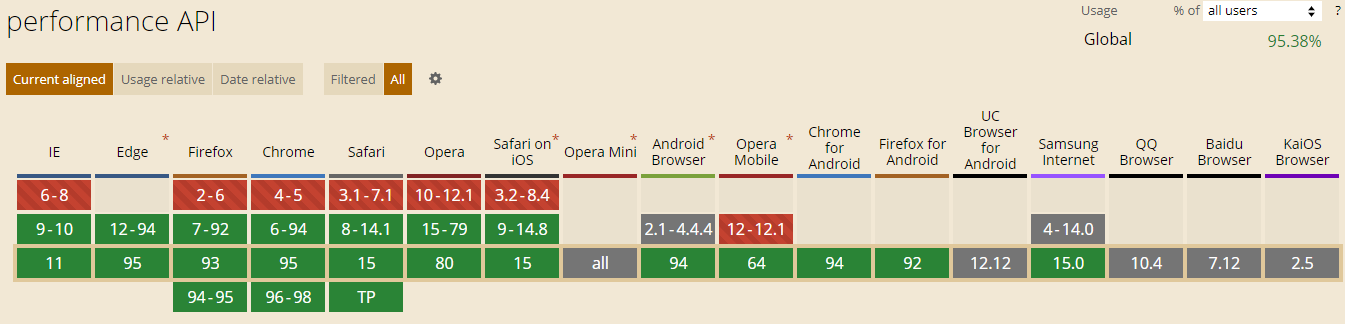 performance API
Usage % of all users ?
Global 95.38%
Current aligned Usage relative Date relative Filtered All
IE
Edge *
Firefox
Chrome
Safari
Opera
Safari on iOS *
Opera Mini *
Android Browser *
Opera Mobile *
Chrome for Android
Firefox for Android
UC Browser for Android
Samsung Internet
QQ Browser
Baidu Browser
KaiOS Browser
6-8 2-6 4-5 3.1-7.1 10-12.1 3.2-8.4
9-10 12-94 7-92 6-94 8-14.1 15-79 9-14.8 2.1-4.4.4 12-12.1 4-14.0
11 95 93 95 15 80 15 all 94 64 94 92 12.12 15.0 10.4 7.12 2.5
94-95 96-98 TP